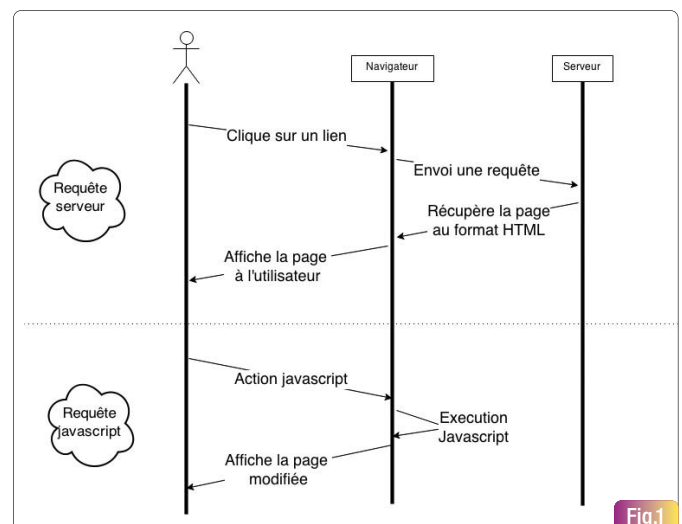 Navigateur
Serveur
Clique sur un lien
Envoi une requête
Requête
serveur
Récupère la page
au format HTML
Affiche la page
à l'utilisateur
Action javascript
Requête
javascript
Execution
Javascript
Affiche la page
modifiée
Fig.1